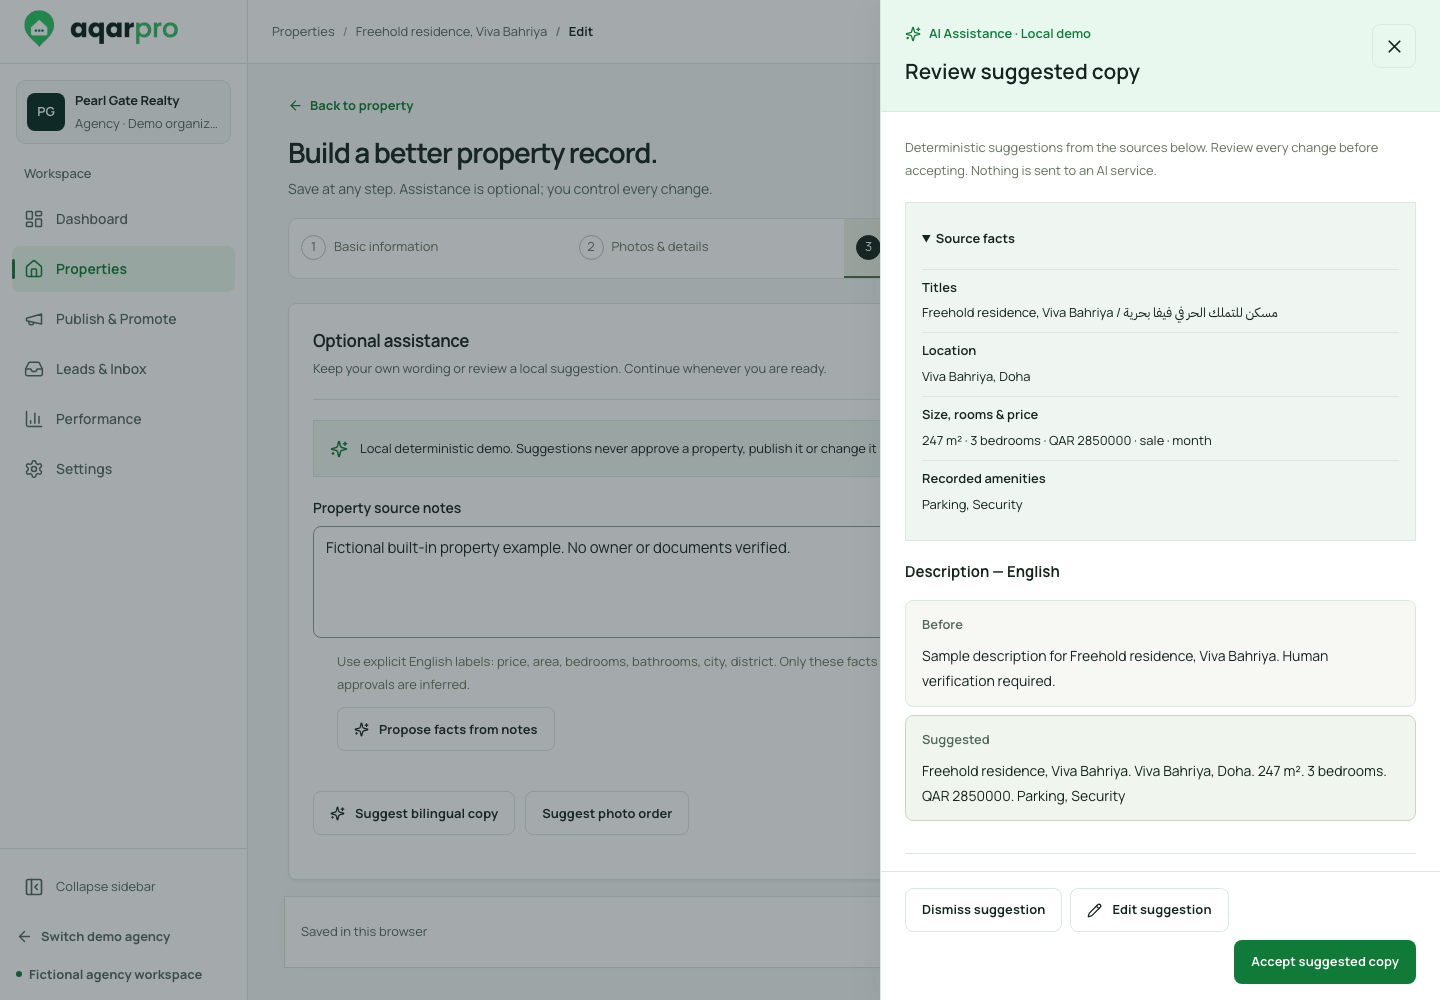 aqarpro
PG
Pearl Gate Realty
Agency · Demo organiz...
Workspace
Dashboard
Properties
Publish & Promote
Leads & Inbox
Performance
Settings
Collapse sidebar
Switch demo agency
Fictional agency workspace
Properties / Freehold residence, Viva Bahriya / Edit
Back to property
Build a better property record.
Save at any step. Assistance is optional; you control every change.
1 Basic information
2 Photos & details
3
Optional assistance
Keep your own wording or review a local suggestion. Continue whenever you are ready.
Local deterministic demo. Suggestions never approve a property, publish it or change it
Property source notes
Fictional built-in property example. No owner or documents verified.
Use explicit English labels: price, area, bedrooms, bathrooms, city, district. Only these facts
approvals are inferred.
Propose facts from notes
Suggest bilingual copy
Suggest photo order
Saved in this browser
AI Assistance · Local demo
Review suggested copy
Deterministic suggestions from the sources below. Review every change before
accepting. Nothing is sent to an AI service.
Source facts
Titles
Freehold residence, Viva Bahriya / مسكن للتملك الحر في فيفا بحرية
Location
Viva Bahriya, Doha
Size, rooms & price
247 m² · 3 bedrooms · QAR 2850000 · sale · month
Recorded amenities
Parking, Security
Description — English
Before
Sample description for Freehold residence, Viva Bahriya. Human
verification required.
Suggested
Freehold residence, Viva Bahriya. Viva Bahriya, Doha. 247 m². 3 bedrooms.
QAR 2850000. Parking, Security
Dismiss suggestion
Edit suggestion
Accept suggested copy